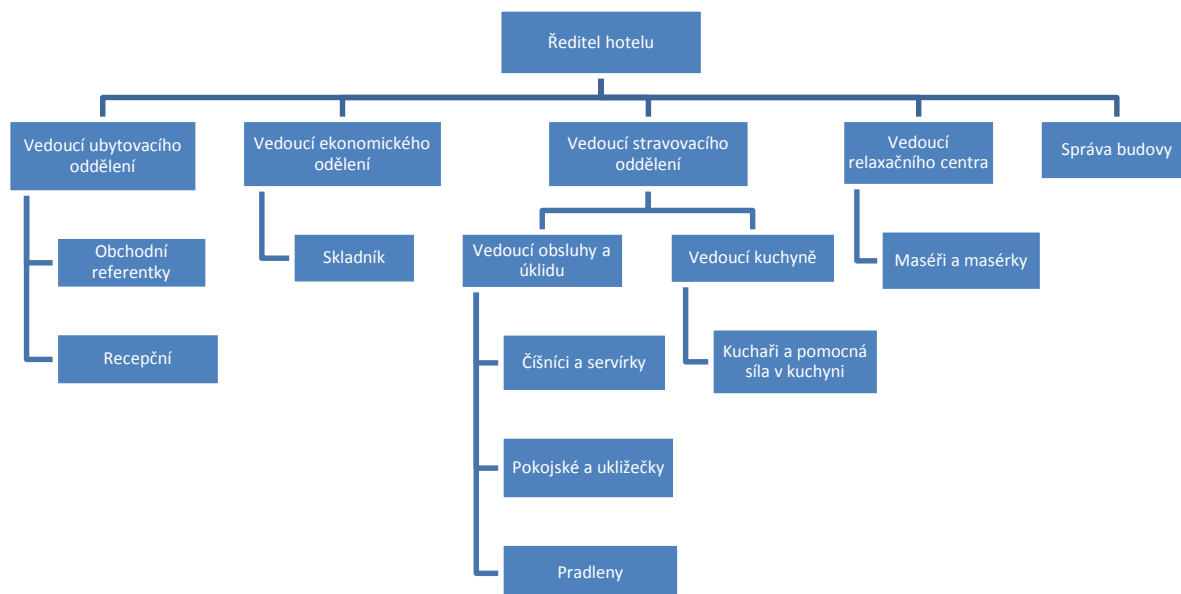 Ředitel hotelu
Vedoucí ubytovacího
oddělení
Vedoucí ekonomického
odělení
Vedoucí stravovacího
oddělení
Vedoucí
relaxačního centra
Správa budovy
Obchodní
referentky
Skladník
Vedoucí obsluhy a
úklidu
Vedoucí kuchyně
Maséři a masérky
Recepční
Číšníci a servírky
Kuchaři a pomocná
síla v kuchyni
Pokojské a ukližečky
Pradleny